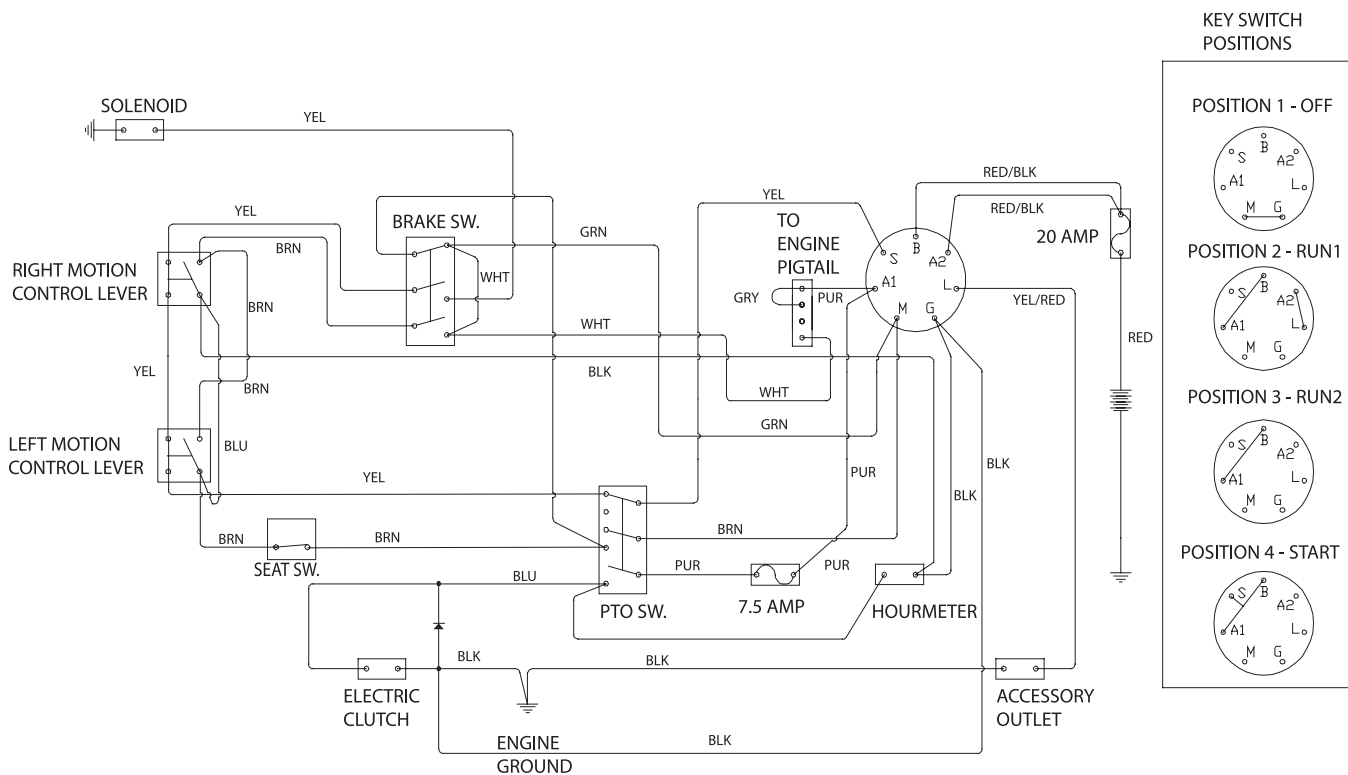 KEY SWITCH
POSITIONS
SOLENOID
YEL
POSITION 1 - OFF
B
S
A2
A1
L
M
G
RED/BLK
RED/BLK
YEL
YEL
BRAKE SW.
GRN
TO
ENGINE
PIGTAIL
20 AMP
BRN
RIGHT MOTION
CONTROL LEVER
WHT
S
B
A2
A1
L
M
G
GRY
PUR
YEL/RED
POSITION 2 - RUN1
B
S
A2
A1
L
M
G
BRN
WHT
RED
YEL
BRN
BLK
WHT
POSITION 3 - RUN2
LEFT MOTION
CONTROL LEVER
BLU
GRN
B
S
A2
A1
L
M
G
YEL
PUR
BLK
BLK
BRN
BRN
BRN
SEAT SW.
POSITION 4 - START
BLU
PUR
PUR
PTO SW.
7.5 AMP
HOURMETER
B
S
A2
A1
L
M
G
BLK
BLK
ELECTRIC
CLUTCH
ACCESSORY
OUTLET
ENGINE
GROUND
BLK